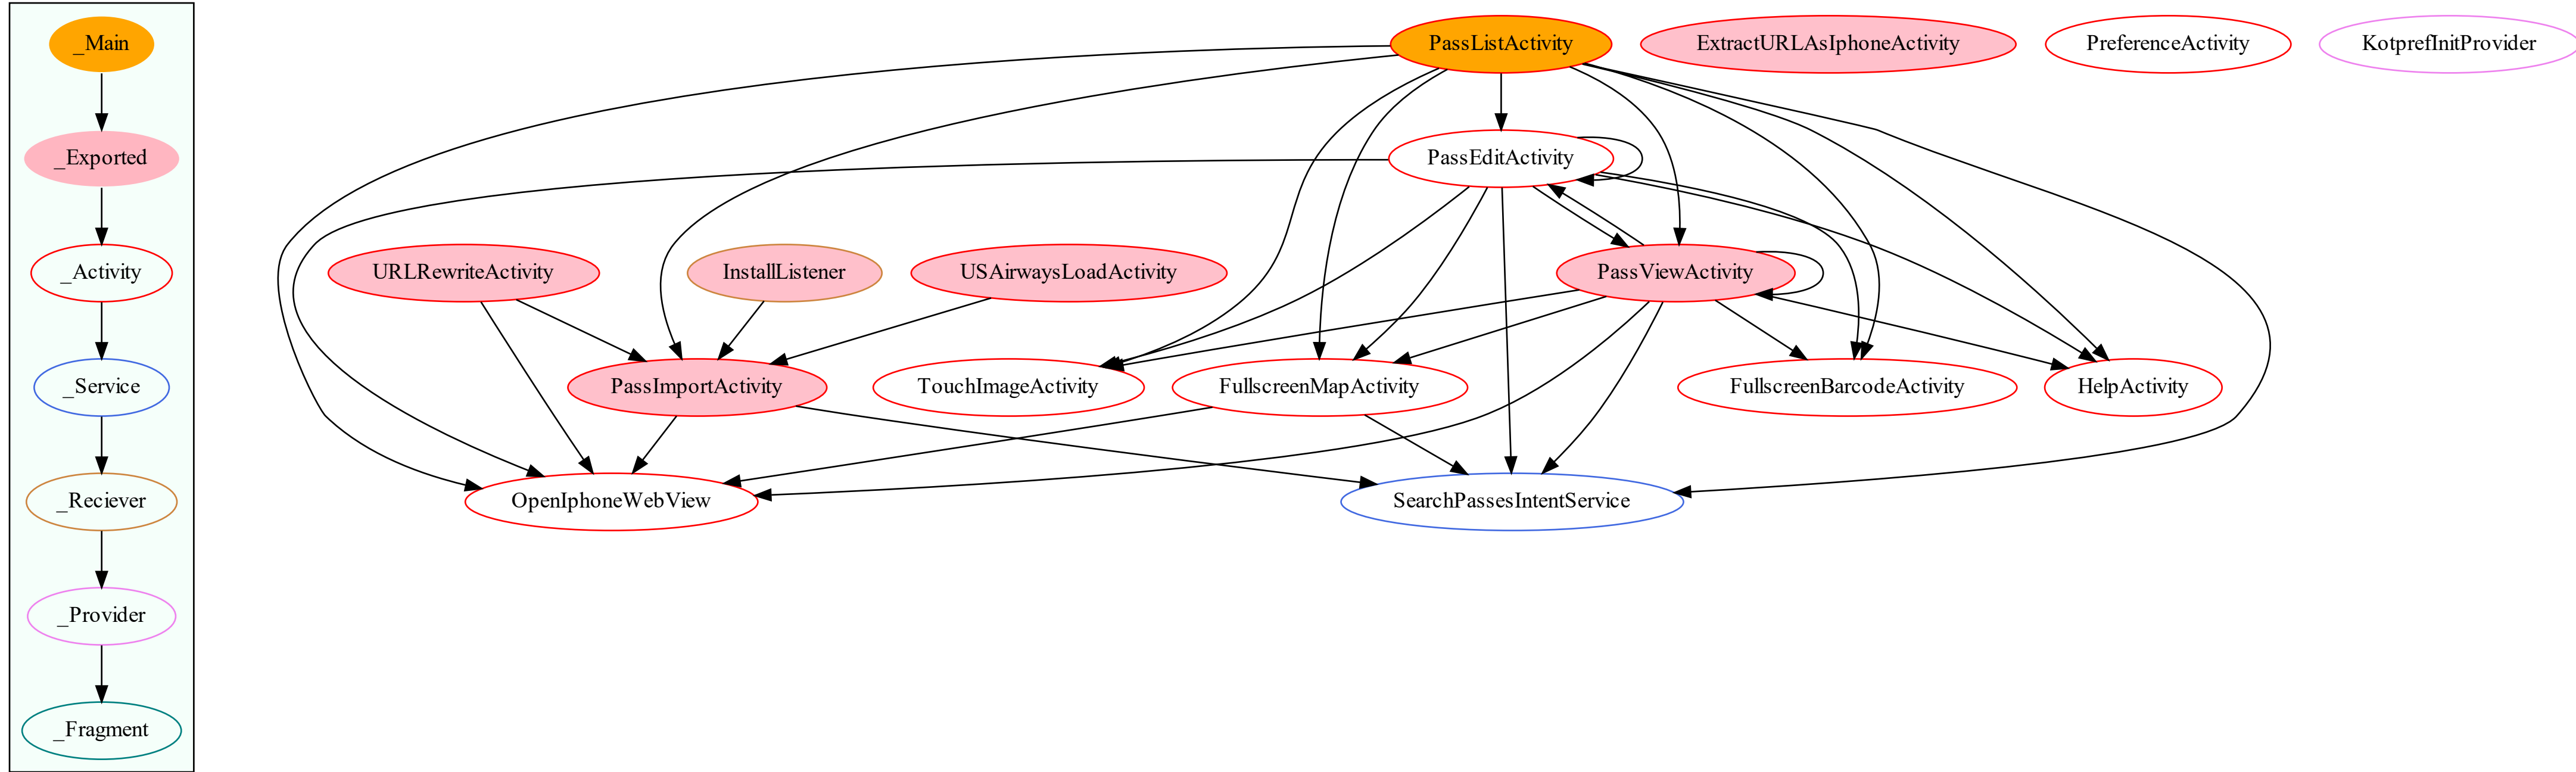 _Main
_Exported
_Activity
_Service
_Reciever
_Provider
_Fragment
PassListActivity
ExtractURLAsIphoneActivity
PreferenceActivity
KotprefInitProvider
PassEditActivity
URLRewriteActivity
InstallListener
USAirwaysLoadActivity
PassViewActivity
PassImportActivity
TouchImageActivity
FullscreenMapActivity
FullscreenBarcodeActivity
HelpActivity
OpenIphoneWebView
SearchPassesIntentService